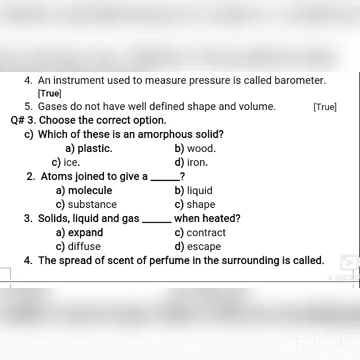 4. An instrument used to measure pressure is called barometer.
[True]
5. Gases do not have well defined shape and volume. [True]
Q# 3. Choose the correct option.
c) Which of these is an amorphous solid?
a) plastic. b) wood.
c) ice. d) iron.
2. Atoms joined to give a ______?
a) molecule b) liquid
c) substance c) shape
3. Solids, liquid and gas ______ when heated?
a) expand c) contract
c) diffuse d) escape
4. The spread of scent of perfume in the surrounding is called.